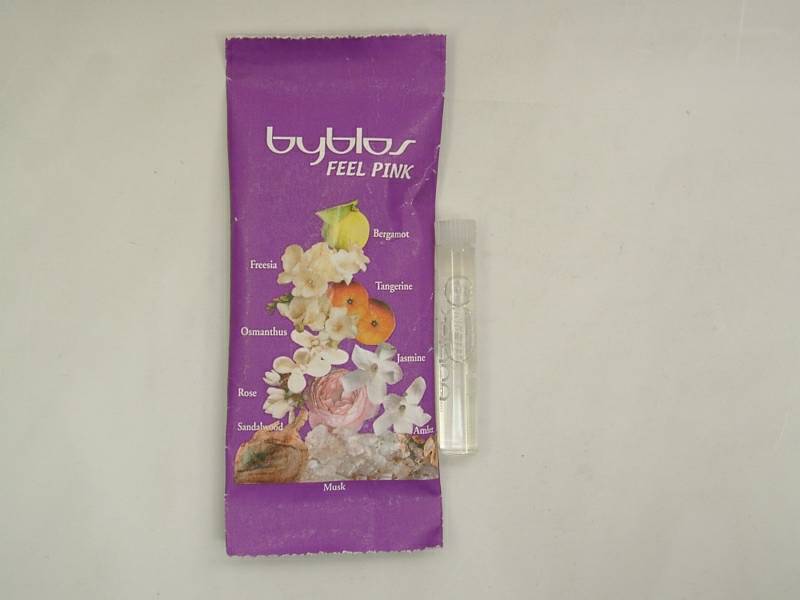 byblos
FEEL PINK
Bergamot
Freesia
Tangerine
Osmanthus
Jasmine
Rose
Sandalwood
Amber
Musk